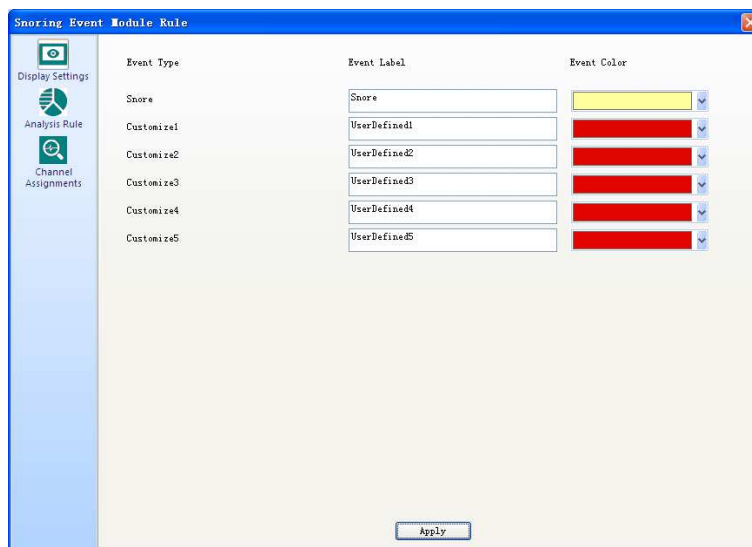 Snoring Event Module Rule
Display Settings
Analysis Rule
Channel
Assignments
Event Type Event Label Event Color
Snore Snore
Customize1 UserDefined1
Customize2 UserDefined2
Customize3 UserDefined3
Customize4 UserDefined4
Customize5 UserDefined5
Apply